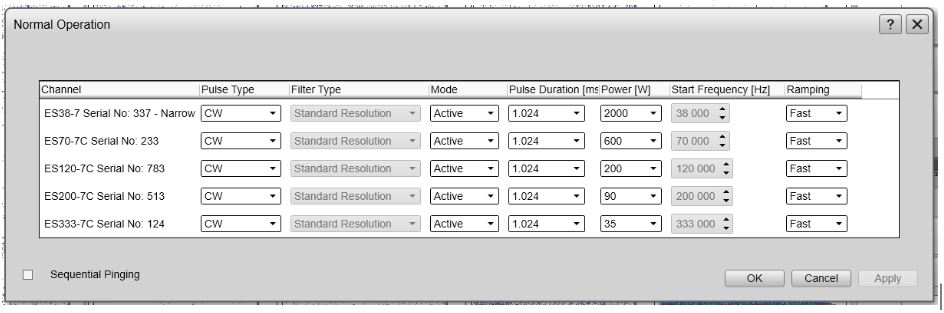 Normal Operation ? X
Channel Pulse Type Filter Type Mode Pulse Duration [ms Power [W] Start Frequency [Hz] Ramping
ES38-7 Serial No: 337 - Narrow CW Standard Resolution Active 1.024 2000 38 000 Fast
ES70-7C Serial No: 233 CW Standard Resolution Active 1.024 600 70 000 Fast
ES120-7C Serial No: 783 CW Standard Resolution Active 1.024 200 120 000 Fast
ES200-7C Serial No: 513 CW Standard Resolution Active 1.024 90 200 000 Fast
ES333-7C Serial No: 124 CW Standard Resolution Active 1.024 35 333 000 Fast
Sequential Pinging
OK Cancel Apply